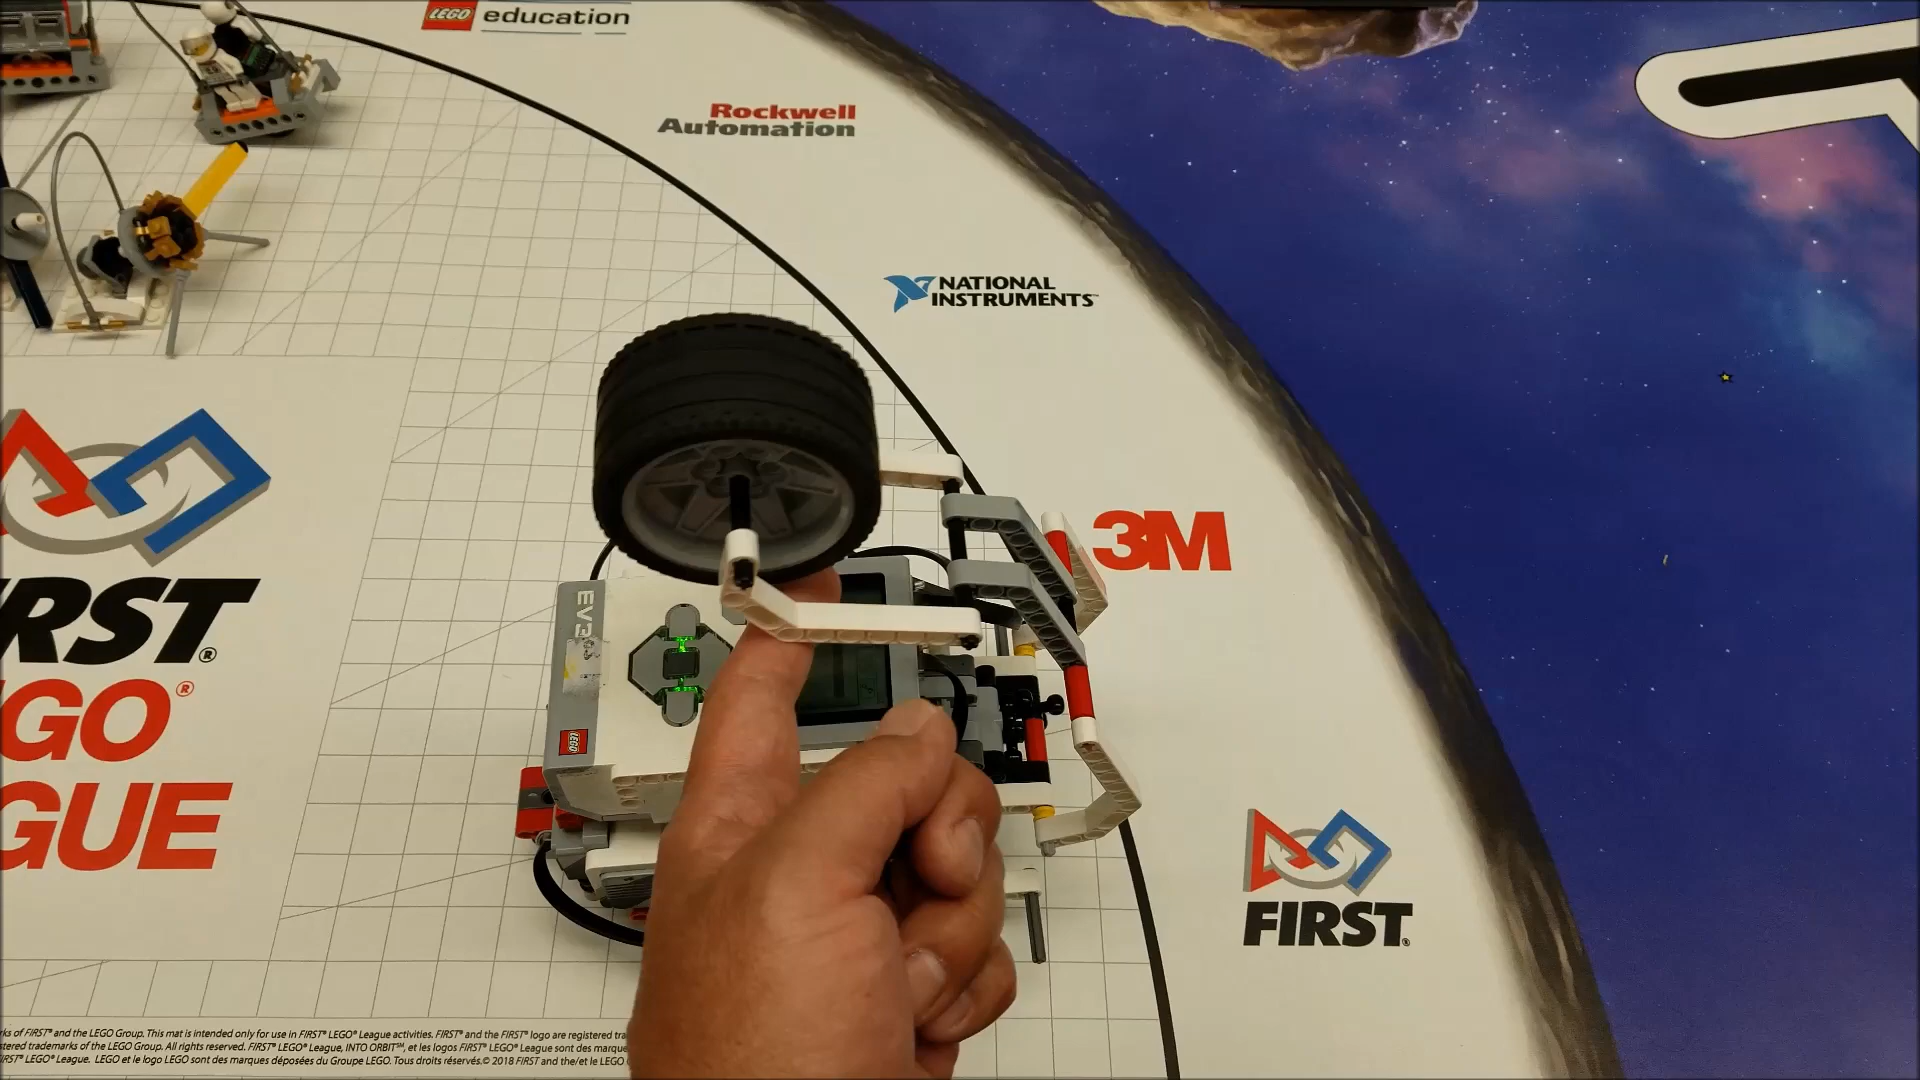 LEGO education
Rockwell
Automation
NATIONAL
INSTRUMENTS™
3M
EV3
LEGO
RST®
GO®
GUE
FIRST®
ks of FIRST® and the LEGO Group. This mat is intended only for use in FIRST® LEGO® League activities. FIRST® and the FIRST® logo are registered tra
stered trademarks of the LEGO Group. All rights reserved. FIRST® LEGO® League, INTO ORBIT℠, et les logos FIRST® LEGO® League sont des marque
RST® LEGO® League. LEGO et le logo LEGO sont des marques déposées du Groupe LEGO. Tous droits réservés.© 2018 FIRST and the/et le LEGO